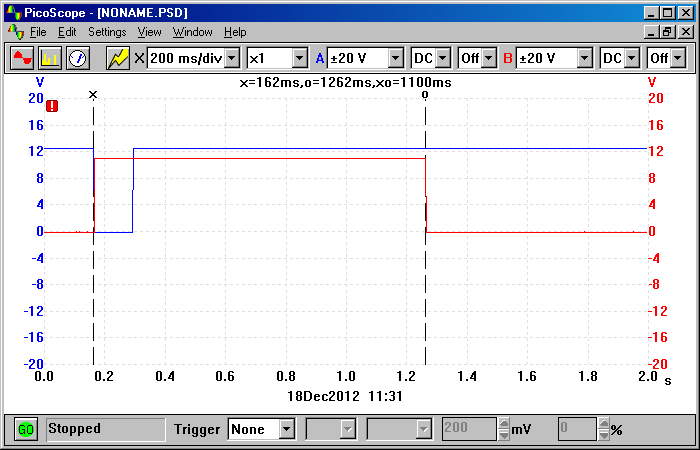 PicoScope - [NONAME.PSD]
File Edit Settings View Window Help
X 200 ms/div x1 A ±20 V DC Off B ±20 V DC Off
V x=162ms,o=1262ms,xo=1100ms V
20 x o 20
!
16 16
12 12
8 8
4 4
0 0
-4 -4
-8 -8
-12 -12
-16 -16
-20 -20
0.0 0.2 0.4 0.6 0.8 1.0 1.2 1.4 1.6 1.8 2.0 s
18Dec2012 11:31
GO Stopped Trigger None 200 mV 0 %